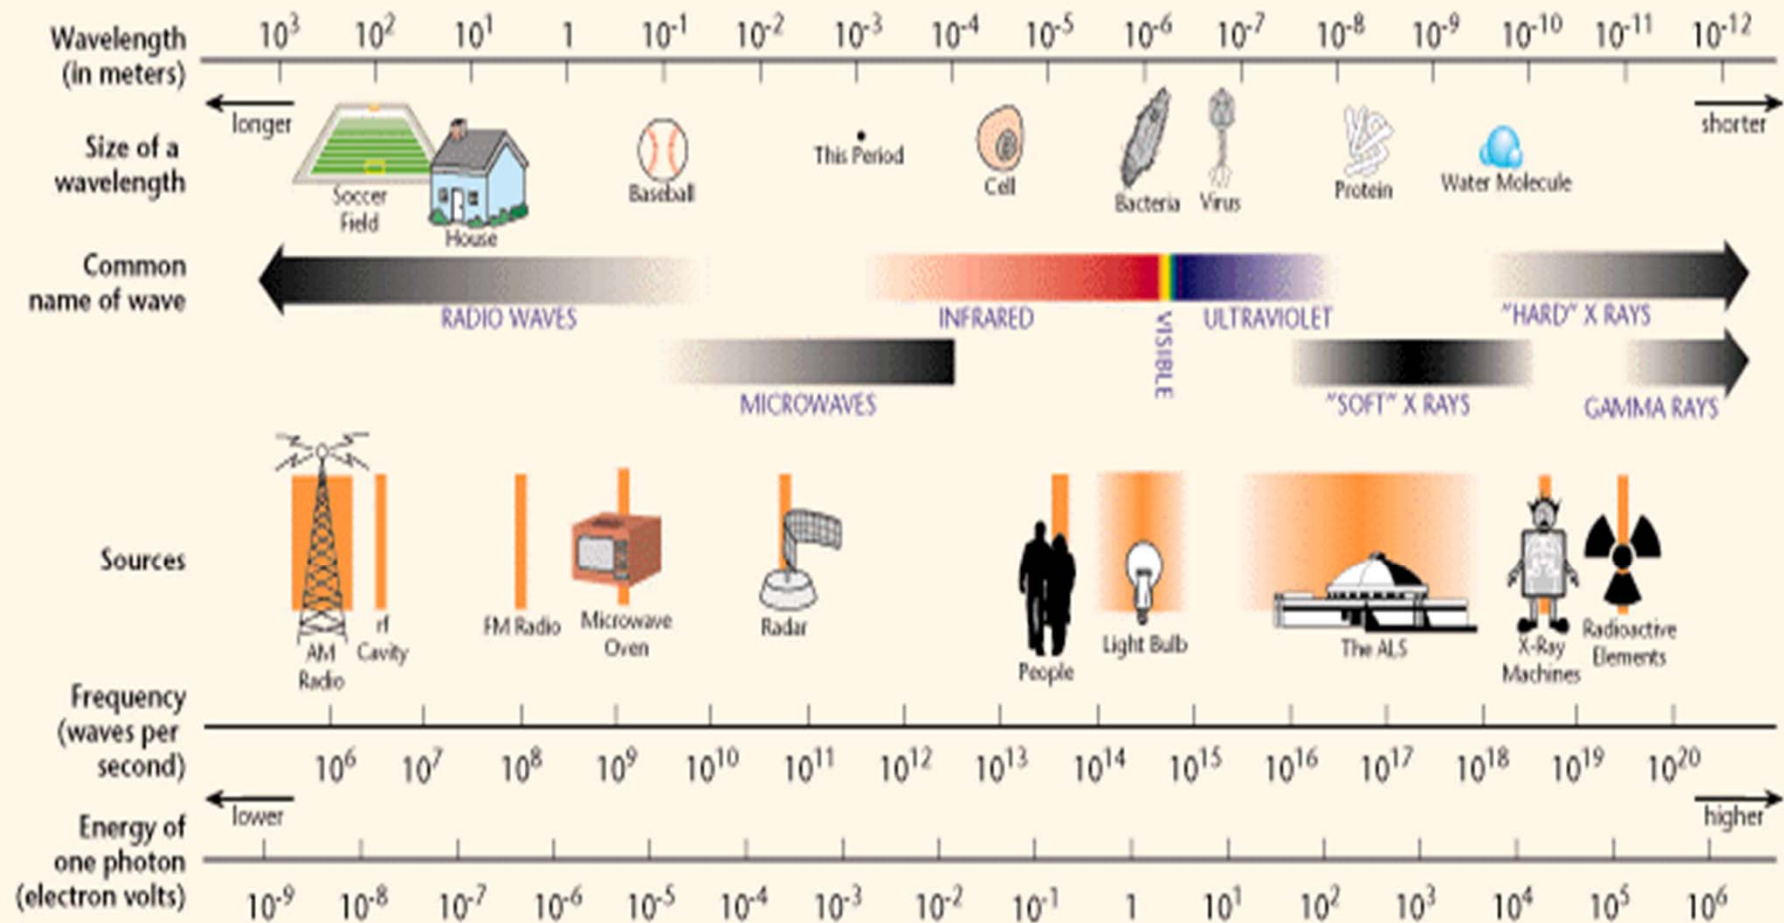 Wavelength (in meters)
10³ 10² 10¹ 1 10⁻¹ 10⁻² 10⁻³ 10⁻⁴ 10⁻⁵ 10⁻⁶ 10⁻⁷ 10⁻⁸ 10⁻⁹ 10⁻¹⁰ 10⁻¹¹ 10⁻¹²
longer
shorter
Size of a
wavelength
Soccer
Field
House
Baseball
This Period
Cell
Bacteria
Virus
Protein
Water Molecule
Common
name of wave
RADIO WAVES
INFRARED
VISIBLE
ULTRAVIOLET
"HARD" X RAYS
MICROWAVES
"SOFT" X RAYS
GAMMA RAYS
Sources
AM
Radio
rf
Cavity
FM Radio
Microwave
Oven
Radar
People
Light Bulb
The ALS
X-Ray
Machines
Radioactive
Elements
Frequency
(waves per
second)
10⁶ 10⁷ 10⁸ 10⁹ 10¹⁰ 10¹¹ 10¹² 10¹³ 10¹⁴ 10¹⁵ 10¹⁶ 10¹⁷ 10¹⁸ 10¹⁹ 10²⁰
lower
higher
Energy of
one photon
(electron volts)
10⁻⁹ 10⁻⁸ 10⁻⁷ 10⁻⁶ 10⁻⁵ 10⁻⁴ 10⁻³ 10⁻² 10⁻¹ 1 10¹ 10² 10³ 10⁴ 10⁵ 10⁶